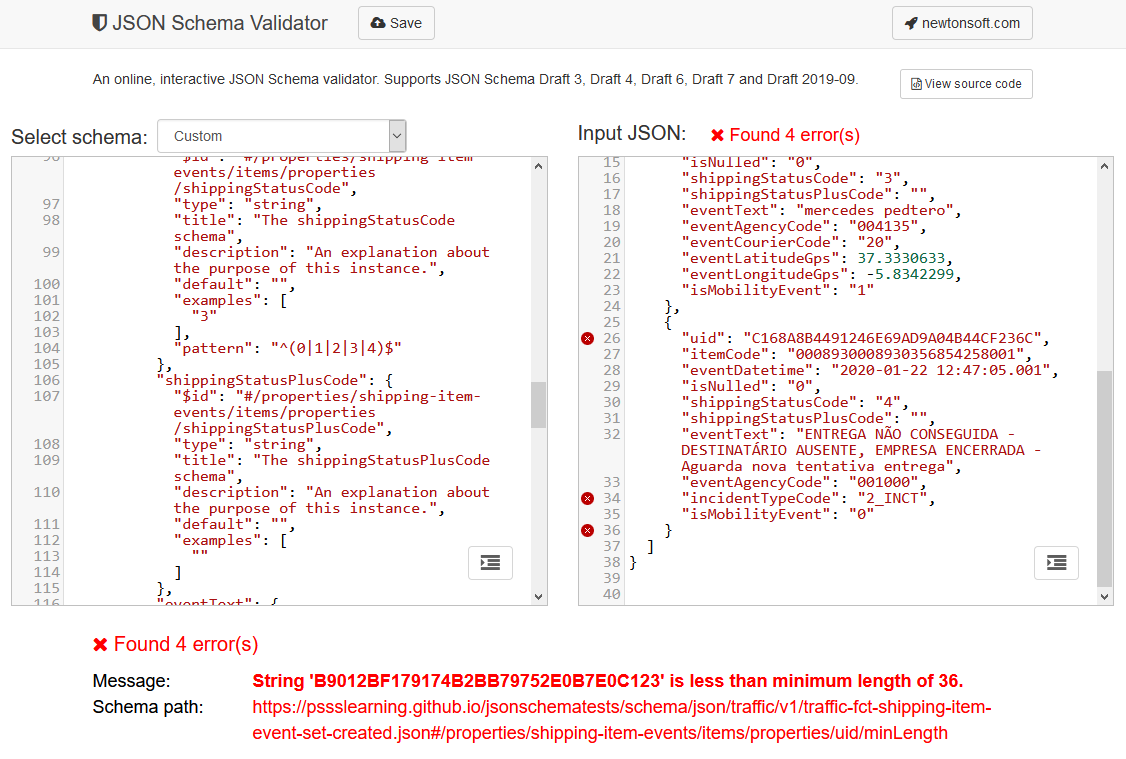 JSON Schema Validator
Save
newtonsoft.com
An online, interactive JSON Schema validator. Supports JSON Schema Draft 3, Draft 4, Draft 6, Draft 7 and Draft 2019-09.
View source code
Select schema:
Custom
96 "$id": "#/properties/shipping-item-
events/items/properties
/shippingStatusCode",
97 "type": "string",
98 "title": "The shippingStatusCode
schema",
99 "description": "An explanation about
the purpose of this instance.",
100 "default": "",
101 "examples": [
102 "3"
103 ],
104 "pattern": "^(0|1|2|3|4)$"
105 },
106 "shippingStatusPlusCode": {
107 "$id": "#/properties/shipping-item-
events/items/properties
/shippingStatusPlusCode",
108 "type": "string",
109 "title": "The shippingStatusPlusCode
schema",
110 "description": "An explanation about
the purpose of this instance.",
111 "default": "",
112 "examples": [
113 ""
114 ]
115 },
116 "eventText": {
Input JSON:
Found 4 error(s)
15 "isNulled": "0",
16 "shippingStatusCode": "3",
17 "shippingStatusPlusCode": "",
18 "eventText": "mercedes pedtero",
19 "eventAgencyCode": "004135",
20 "eventCourierCode": "20",
21 "eventLatitudeGps": 37.3330633,
22 "eventLongitudeGps": -5.8342299,
23 "isMobilityEvent": "1"
24 },
25 {
26 "uid": "C168A8B4491246E69AD9A04B44CF236C",
27 "itemCode": "0008930008930356854258001",
28 "eventDatetime": "2020-01-22 12:47:05.001",
29 "isNulled": "0",
30 "shippingStatusCode": "4",
31 "shippingStatusPlusCode": "",
32 "eventText": "ENTREGA NÃO CONSEGUIDA -
DESTINATÁRIO AUSENTE, EMPRESA ENCERRADA -
Aguarda nova tentativa entrega",
33 "eventAgencyCode": "001000",
34 "incidentTypeCode": "2_INCT",
35 "isMobilityEvent": "0"
36 }
37 ]
38 }
39
40
Found 4 error(s)
Message: String 'B9012BF179174B2BB79752E0B7E0C123' is less than minimum length of 36.
Schema path: https://pssslearning.github.io/jsonschematests/schema/json/traffic/v1/traffic-fct-shipping-item-
event-set-created.json#/properties/shipping-item-events/items/properties/uid/minLength